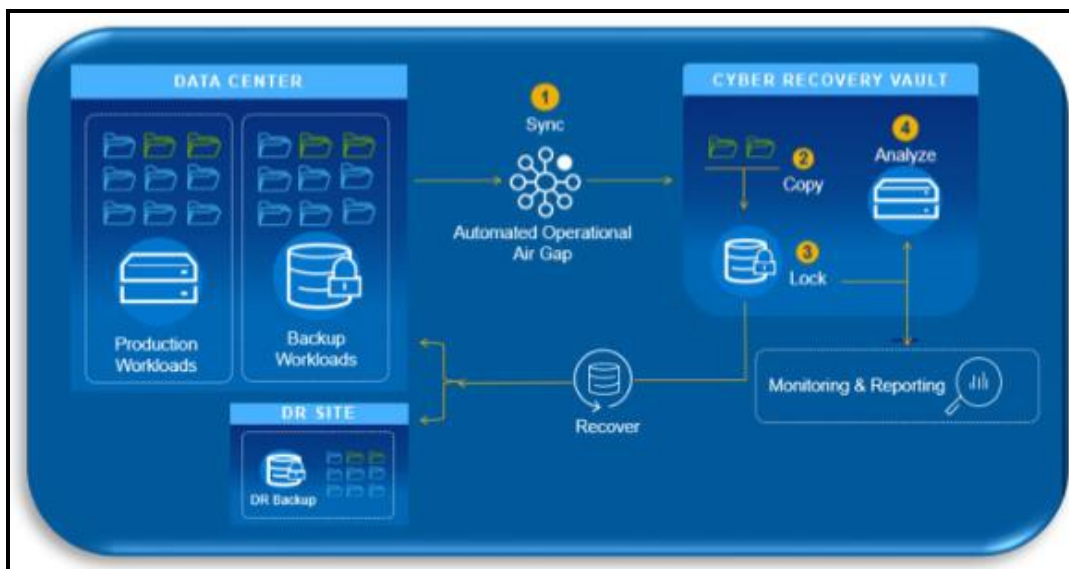 DATA CENTER
Production
Workloads
Backup
Workloads
1
Sync
Automated Operational
Air Gap
CYBER RECOVERY VAULT
2
Copy
3
Lock
4
Analyze
Monitoring & Reporting
Recover
DR SITE
DR Backup